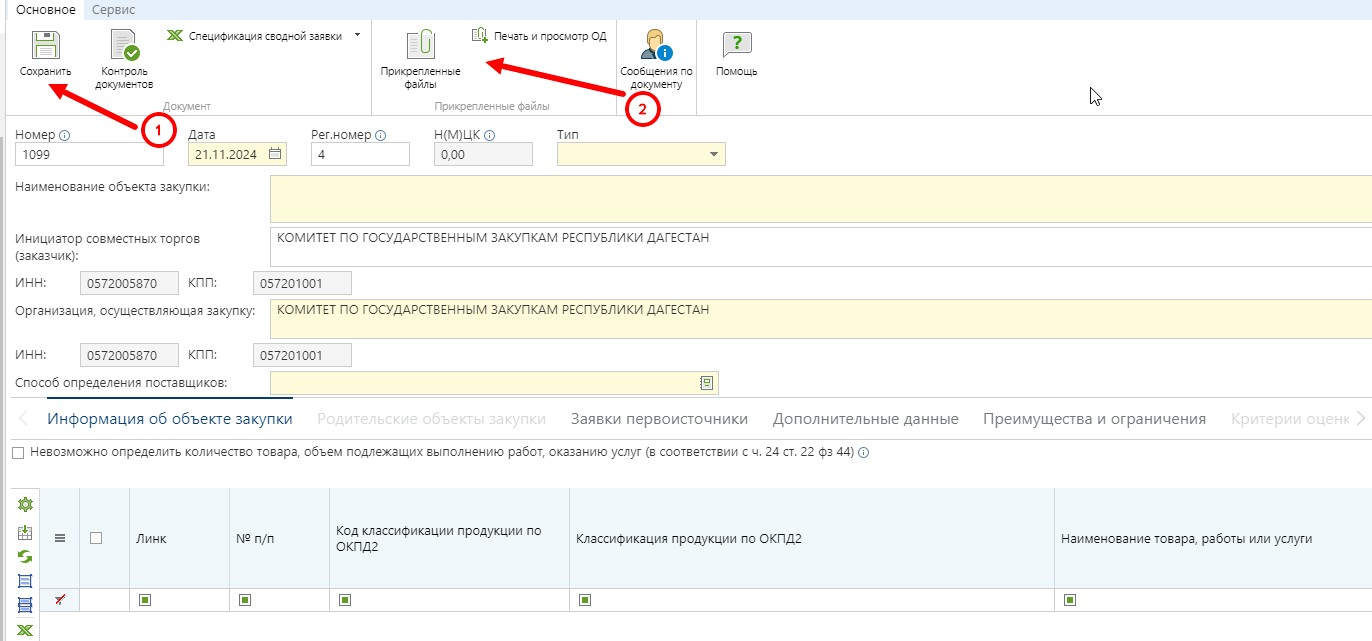 Основное Сервис
Спецификация сводной заявки
Печать и просмотр ОД
Сохранить
Контроль
документов
Прикрепленные
файлы
Сообщения по
документу
Помощь
Документ
Прикрепленные файлы
1
2
Номер Дата Рег.номер Н(М)ЦК Тип
1099 21.11.2024 4 0,00
Наименование объекта закупки:
Инициатор совместных торгов
(заказчик):
КОМИТЕТ ПО ГОСУДАРСТВЕННЫМ ЗАКУПКАМ РЕСПУБЛИКИ ДАГЕСТАН
ИНН: 0572005870 КПП: 057201001
Организация, осуществляющая закупку: КОМИТЕТ ПО ГОСУДАРСТВЕННЫМ ЗАКУПКАМ РЕСПУБЛИКИ ДАГЕСТАН
ИНН: 0572005870 КПП: 057201001
Способ определения поставщиков:
Информация об объекте закупки Родительские объекты закупки Заявки первоисточники Дополнительные данные Преимущества и ограничения Критерии оценк
Невозможно определить количество товара, объем подлежащих выполнению работ, оказанию услуг (в соответствии с ч. 24 ст. 22 фз 44)
Линк № п/п Код классификации продукции по
ОКПД2
Классификация продукции по ОКПД2 Наименование товара, работы или услуги